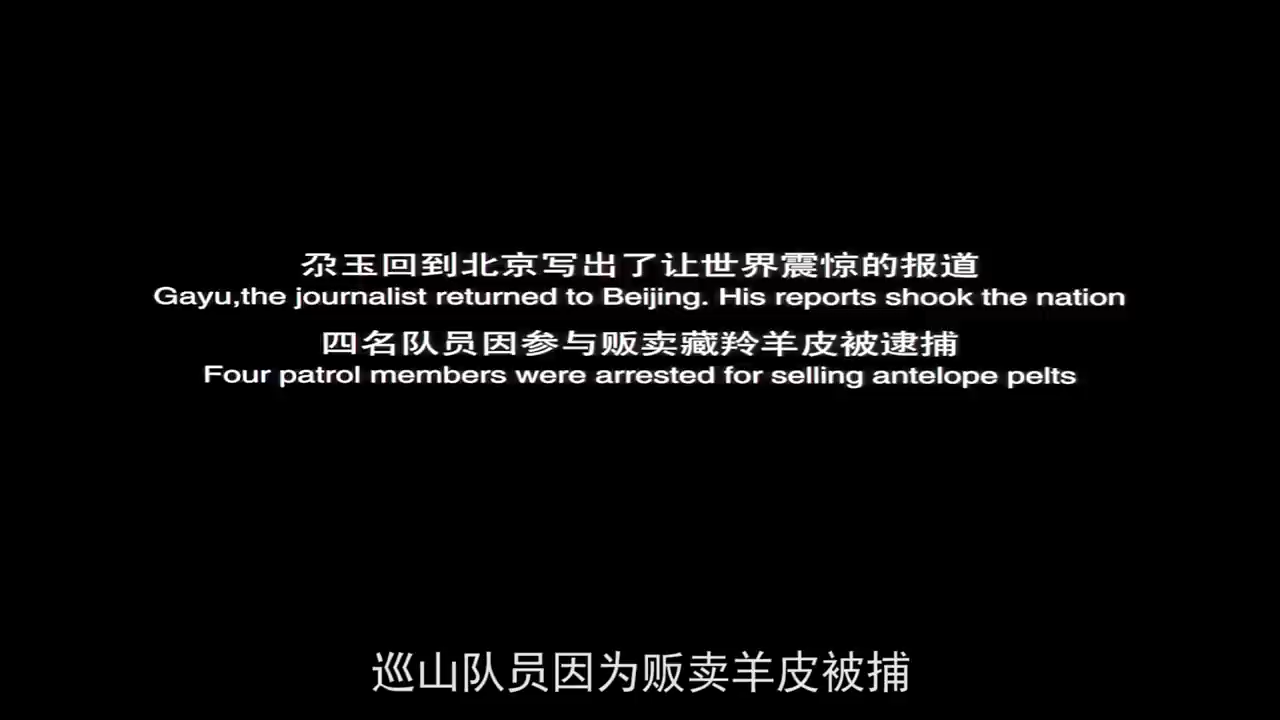 尕玉回到北京写出了让世界震惊的报道
Gayu,the journalist returned to Beijing. His reports shook the nation
四名队员因参与贩卖藏羚羊皮被逮捕
Four patrol members were arrested for selling antelope pelts
巡山队员因为贩卖羊皮被捕